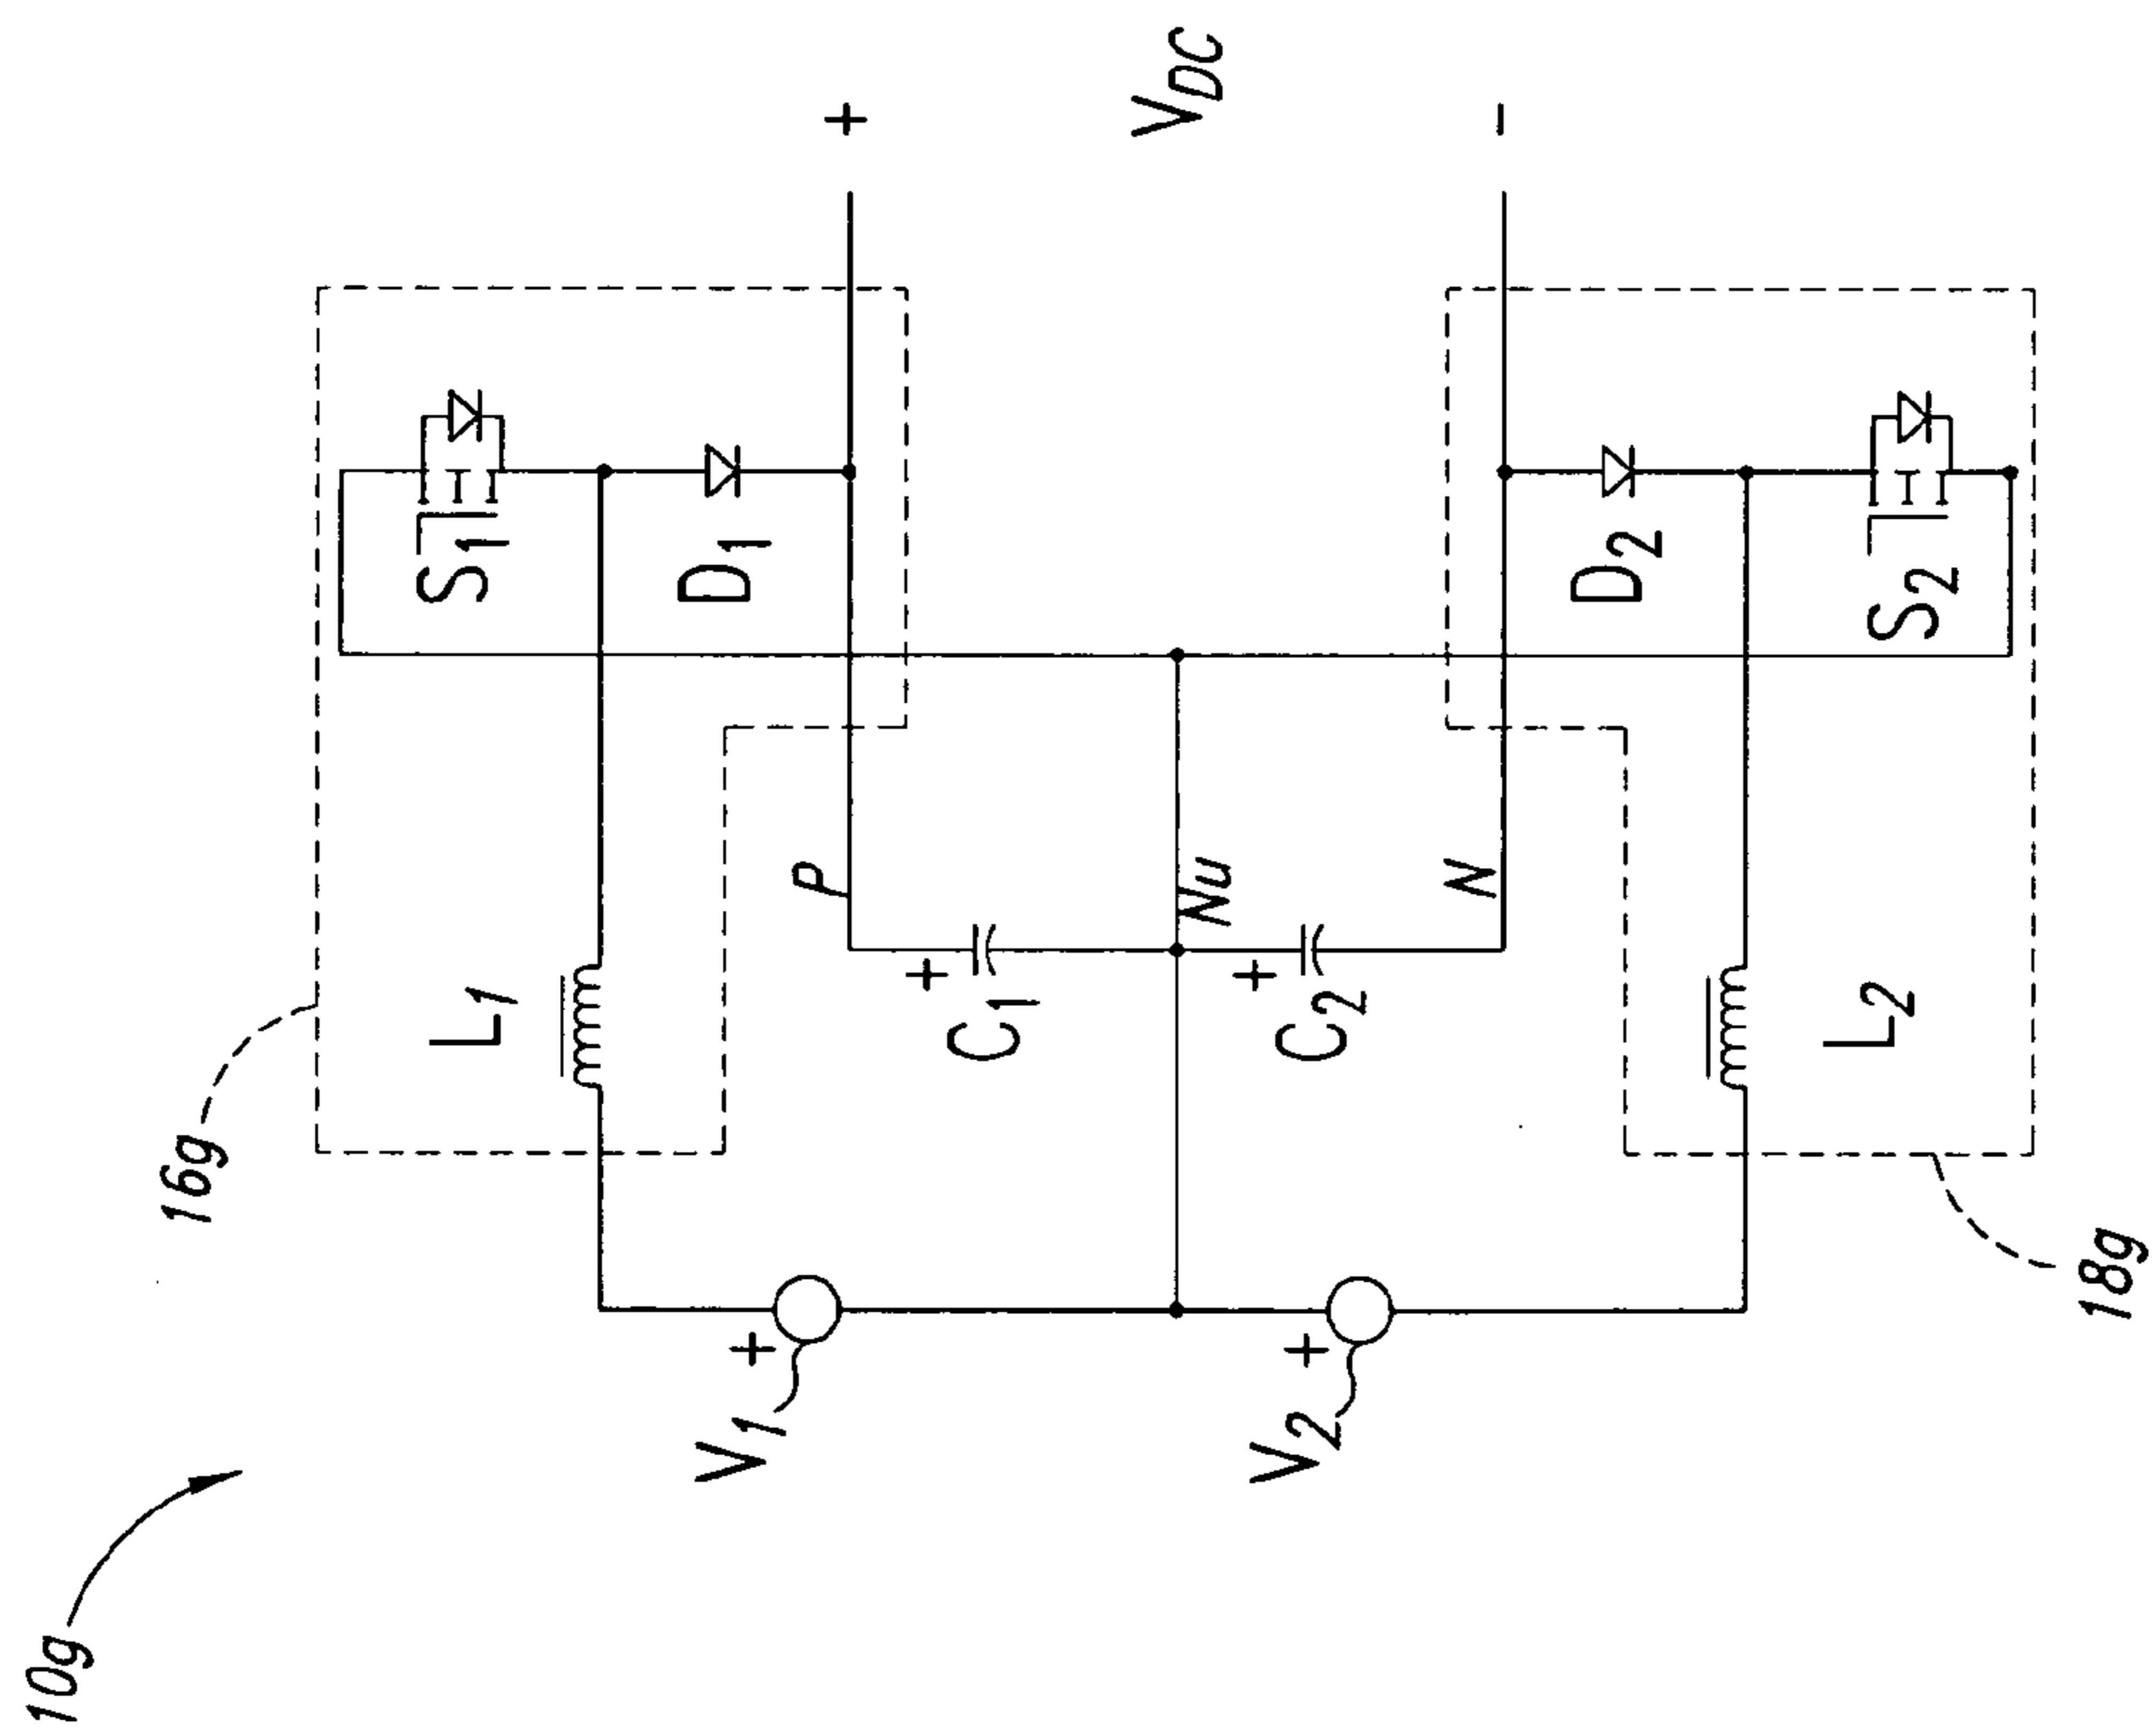 10g
16g
18g
V1
+
V2
+
L1
L2
C1
+
C2
+
P
Nu
N
S1
D1
D2
S2
+
VDC
-